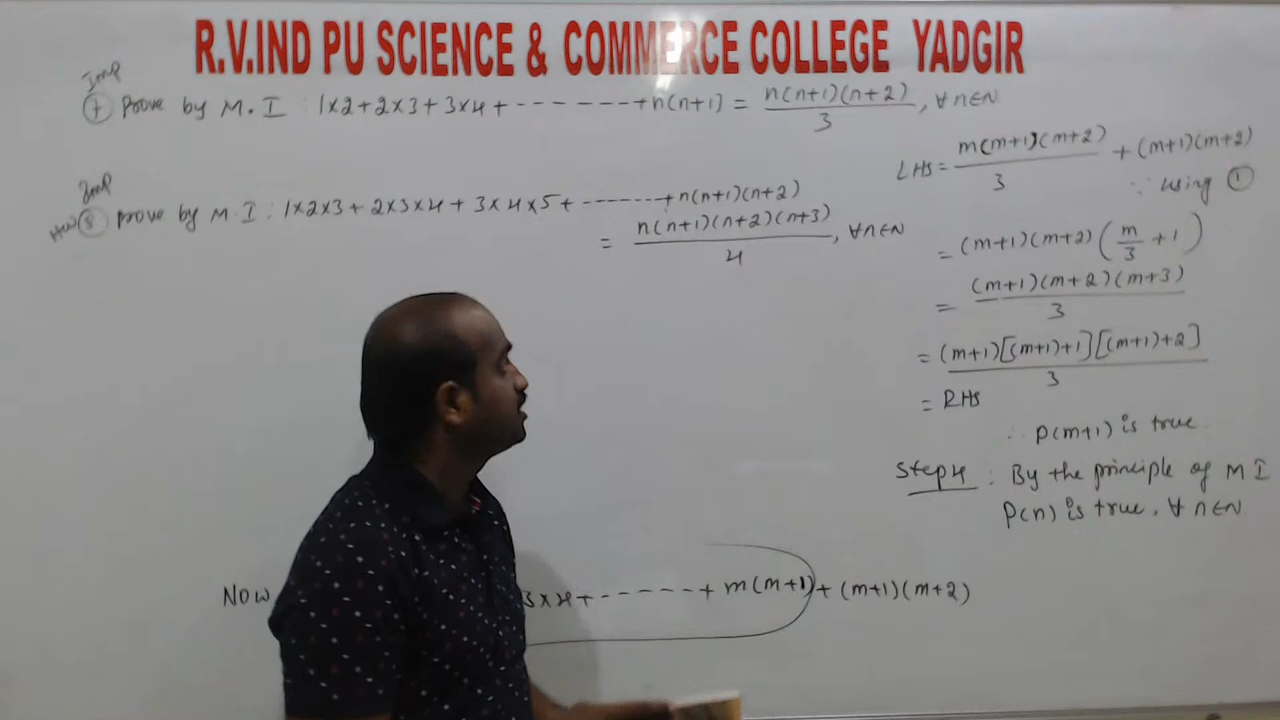 R.V.IND PU SCIENCE & COMMERCE COLLEGE YADGIR
Imp
7 Prove by M.I : 1×2+2×3+3×4+-------+n(n+1) = n(n+1)(n+2)/3, ∀n∈N
Imp
HW 8 prove by M.I : 1×2×3+2×3×4+3×4×5+-------+n(n+1)(n+2)
= n(n+1)(n+2)(n+3)/4, ∀n∈N
LHS = m(m+1)(m+2)/3 + (m+1)(m+2)
∵ using ①
= (m+1)(m+2)(m/3 + 1)
= (m+1)(m+2)(m+3)/3
= (m+1)[(m+1)+1][(m+1)+2]/3
= RHS
∴ P(m+1) is true.
Step 4 : By the principle of M I
P(n) is true, ∀ n∈N
Now
3×4+------+ m(m+1)+(m+1)(m+2)